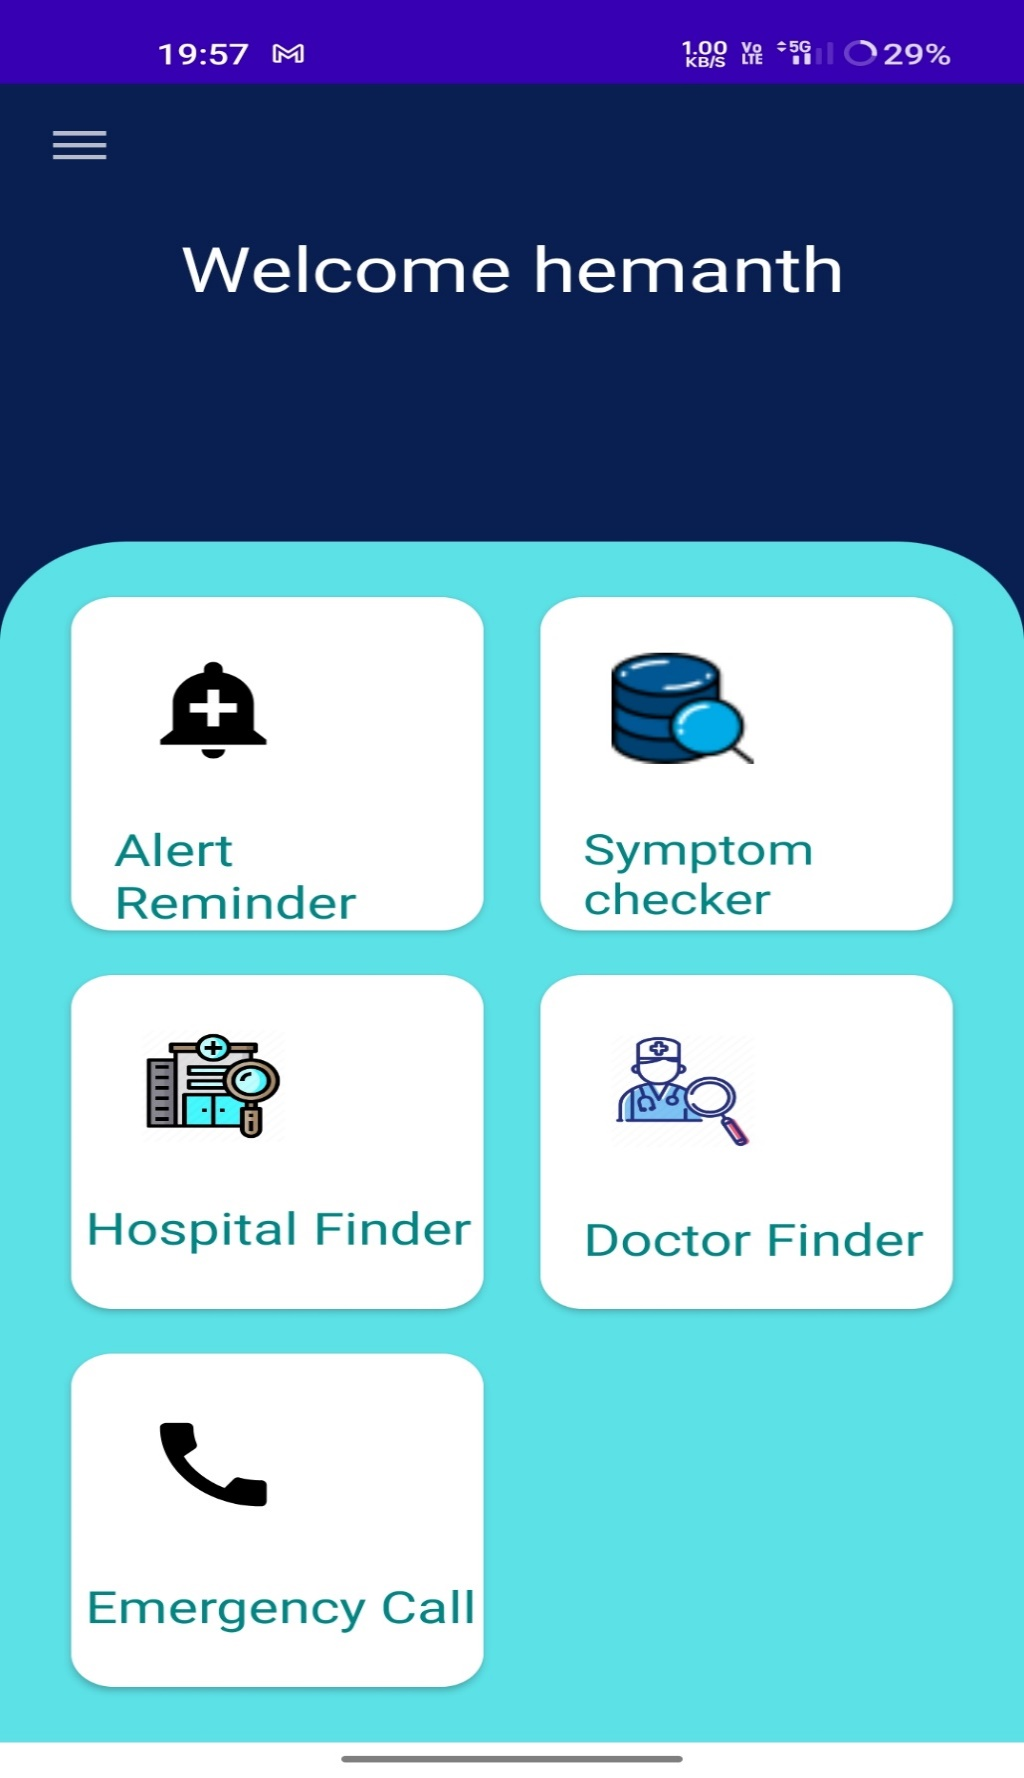 19:57 1.00 KB/S Vo LTE 5G 29%
Welcome hemanth
Alert
Reminder
Symptom
checker
Hospital Finder
Doctor Finder
Emergency Call